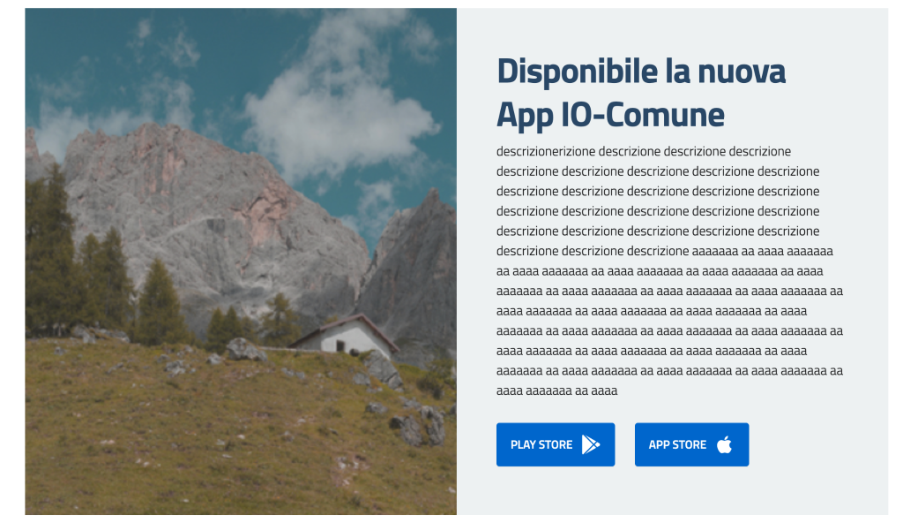 Disponibile la nuova
App IO-Comune
descrizionerizione descrizione descrizione descrizione
descrizione descrizione descrizione descrizione descrizione
descrizione descrizione descrizione descrizione descrizione
descrizione descrizione descrizione descrizione descrizione
descrizione descrizione descrizione descrizione descrizione
descrizione descrizione descrizione aaaaaaa aa aaaa aaaaaaa
aa aaaa aaaaaaa aa aaaa aaaaaaa aa aaaa aaaaaaa aa aaaa
aaaaaaa aa aaaa aaaaaaa aa aaaa aaaaaaa aa aaaa aaaaaaa aa
aaaa aaaaaaa aa aaaa aaaaaaa aa aaaa aaaaaaa aa aaaa
aaaaaaa aa aaaa aaaaaaa aa aaaa aaaaaaa aa aaaa aaaaaaa aa
aaaa aaaaaaa aa aaaa aaaaaaa aa aaaa aaaaaaa aa aaaa
aaaaaaa aa aaaa aaaaaaa aa aaaa aaaaaaa aa aaaa aaaaaaa aa
aaaa aaaaaaa aa aaaa
PLAY STORE
APP STORE